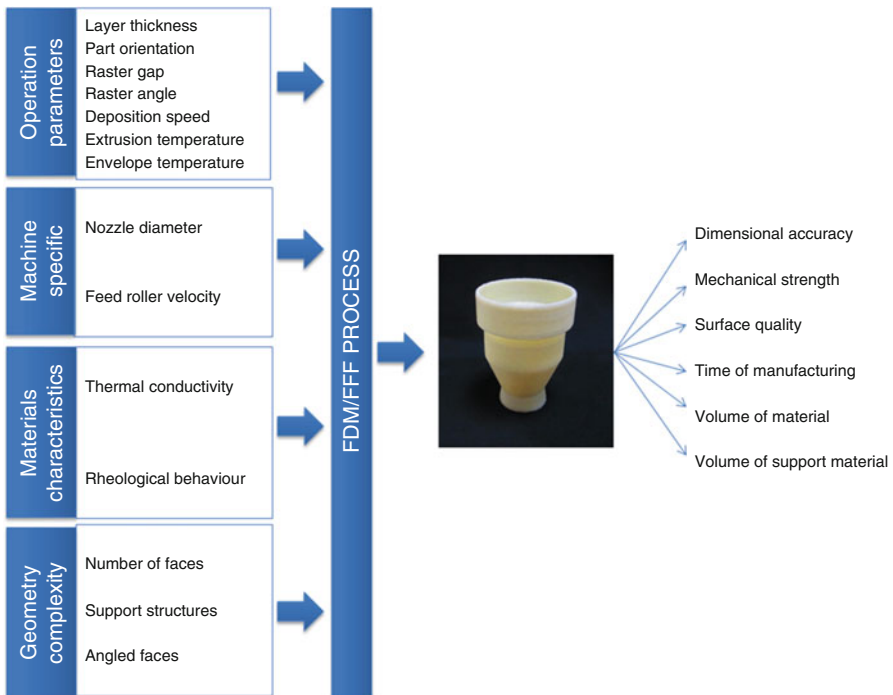 Operation
parameters
Layer thickness
Part orientation
Raster gap
Raster angle
Deposition speed
Extrusion temperature
Envelope temperature
Machine
specific
Nozzle diameter
Feed roller velocity
Materials
characteristics
Thermal conductivity
Rheological behaviour
Geometry
complexity
Number of faces
Support structures
Angled faces
FDM/FFF PROCESS
Dimensional accuracy
Mechanical strength
Surface quality
Time of manufacturing
Volume of material
Volume of support material